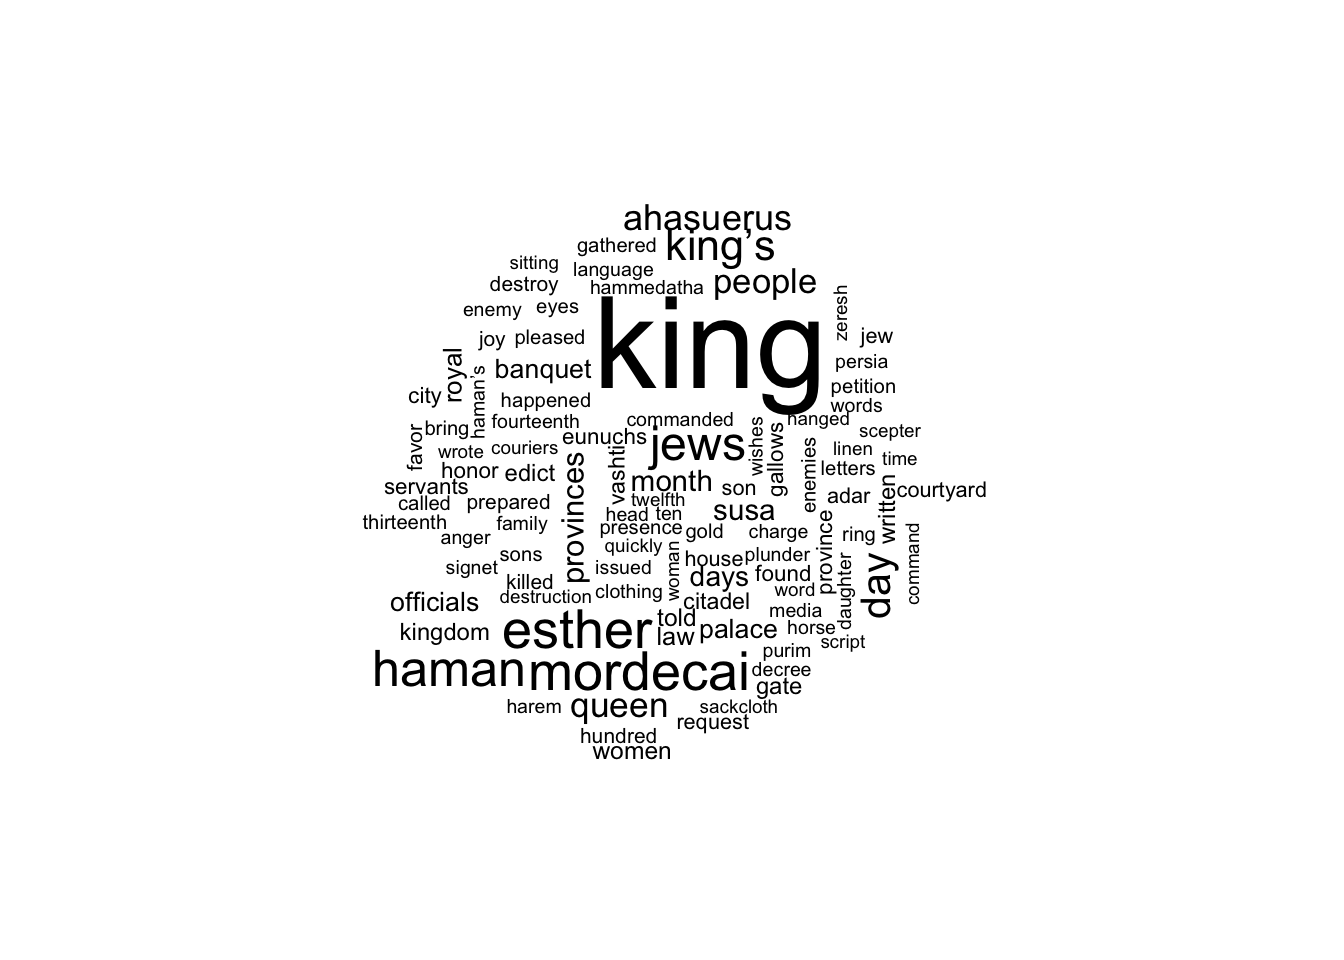 ahasuerus
gathered king's
sitting language
destroy hammedatha people
enemy eyes king zeresh
joy pleased jew
royal banquet persia
city haman's happened petition
words
favor bring fourteenth commanded hanged
wrote couriers eunuchs jews wishes gallows enemies linen scepter
honor edict provinces vashti month letters time
servants son adar written courtyard
called prepared twelfth susa
thirteenth family head ten
anger presence gold charge province ring command
sons quickly woman house plunder day
signet issued days found daughter
killed clothing word
officials destruction citadel media
kingdom esther told law palace horse script
purim
haman mordecai decree
gate
harem queen sackcloth
request
hundred
women